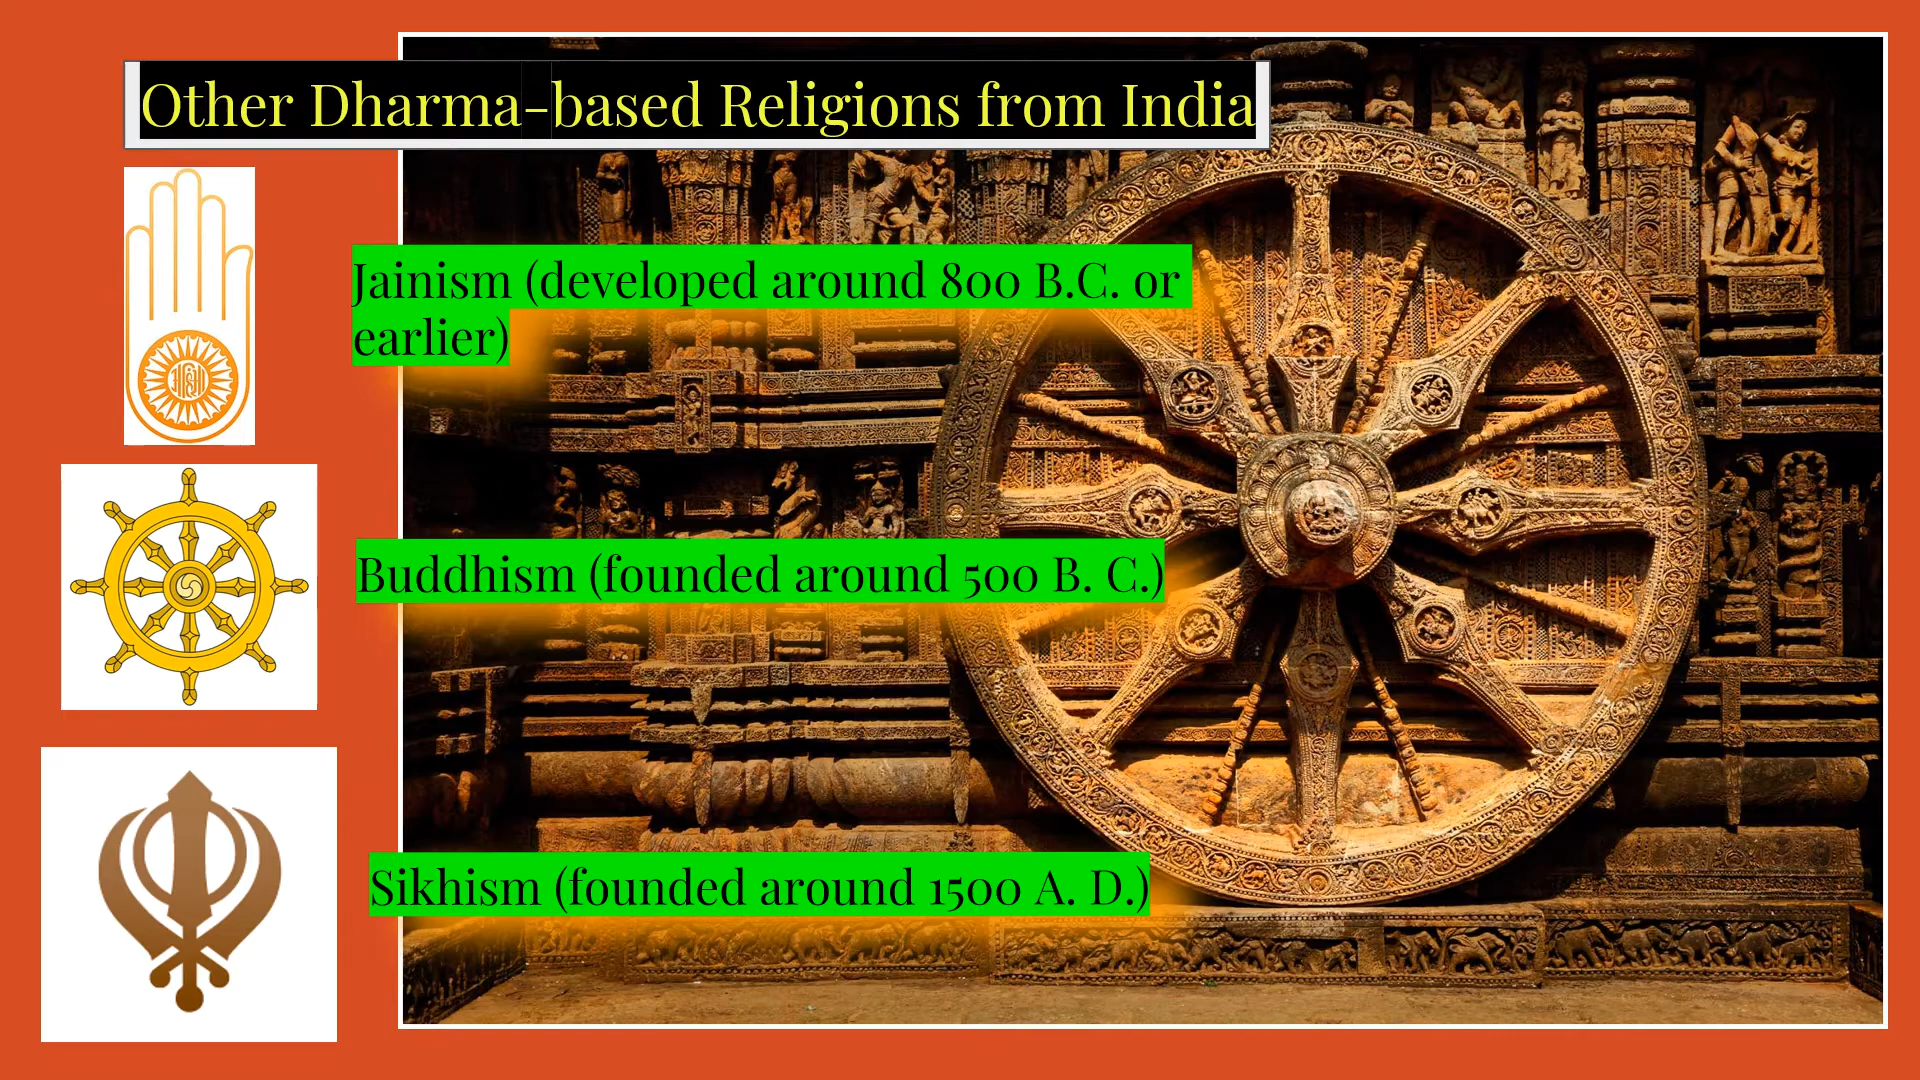 Other Dharma-based Religions from India
Jainism (developed around 800 B.C. or
earlier)
Buddhism (founded around 500 B. C.)
Sikhism (founded around 1500 A. D.)